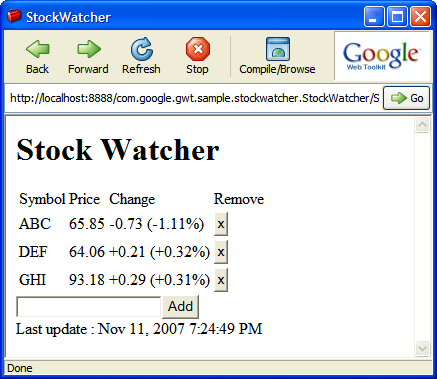 StockWatcher
Back Forward Refresh Stop Compile/Browse
Google
Web Toolkit
http://localhost:8888/com.google.gwt.sample.stockwatcher.StockWatcher/S Go
Stock Watcher
Symbol Price Change Remove
ABC 65.85 -0.73 (-1.11%) x
DEF 64.06 +0.21 (+0.32%) x
GHI 93.18 +0.29 (+0.31%) x
Add
Last update : Nov 11, 2007 7:24:49 PM
Done